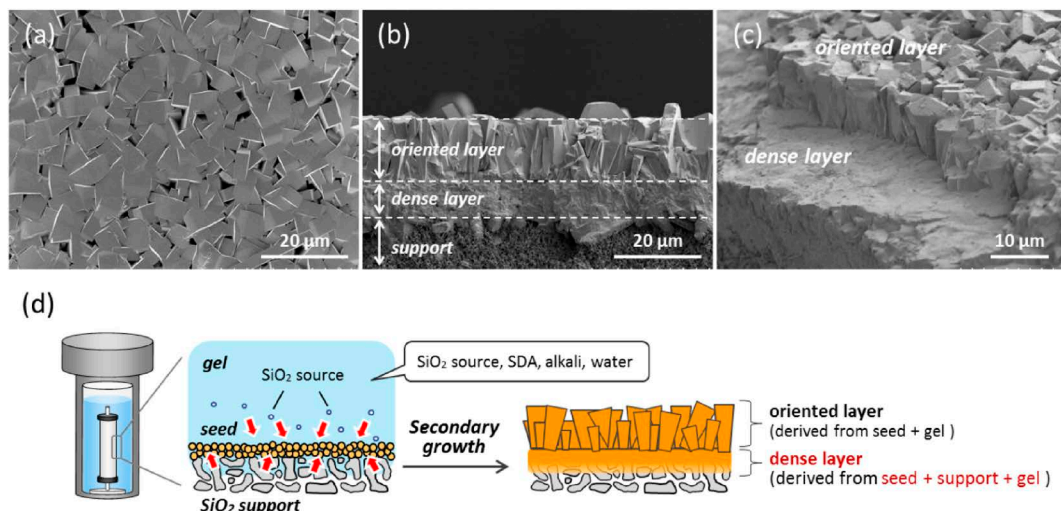 (a)
20 μm
(b)
oriented layer
dense layer
support
20 μm
(c)
oriented layer
dense layer
10 μm
(d)
gel
SiO₂ source
SiO₂ source, SDA, alkali, water
seed
SiO₂ support
Secondary
growth
oriented layer
(derived from seed + gel )
dense layer
(derived from seed + support + gel )